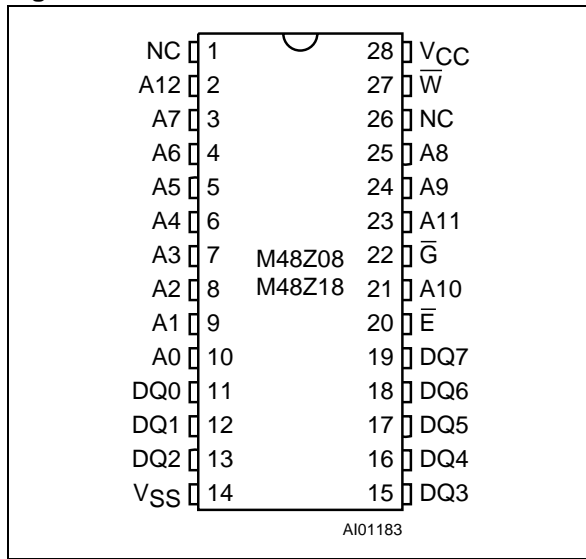 NC 1 28 VCC
A12 2 27 W̅
A7 3 26 NC
A6 4 25 A8
A5 5 24 A9
A4 6 23 A11
A3 7 M48Z08 22 G̅
A2 8 M48Z18 21 A10
A1 9 20 E̅
A0 10 19 DQ7
DQ0 11 18 DQ6
DQ1 12 17 DQ5
DQ2 13 16 DQ4
VSS 14 15 DQ3
AI01183